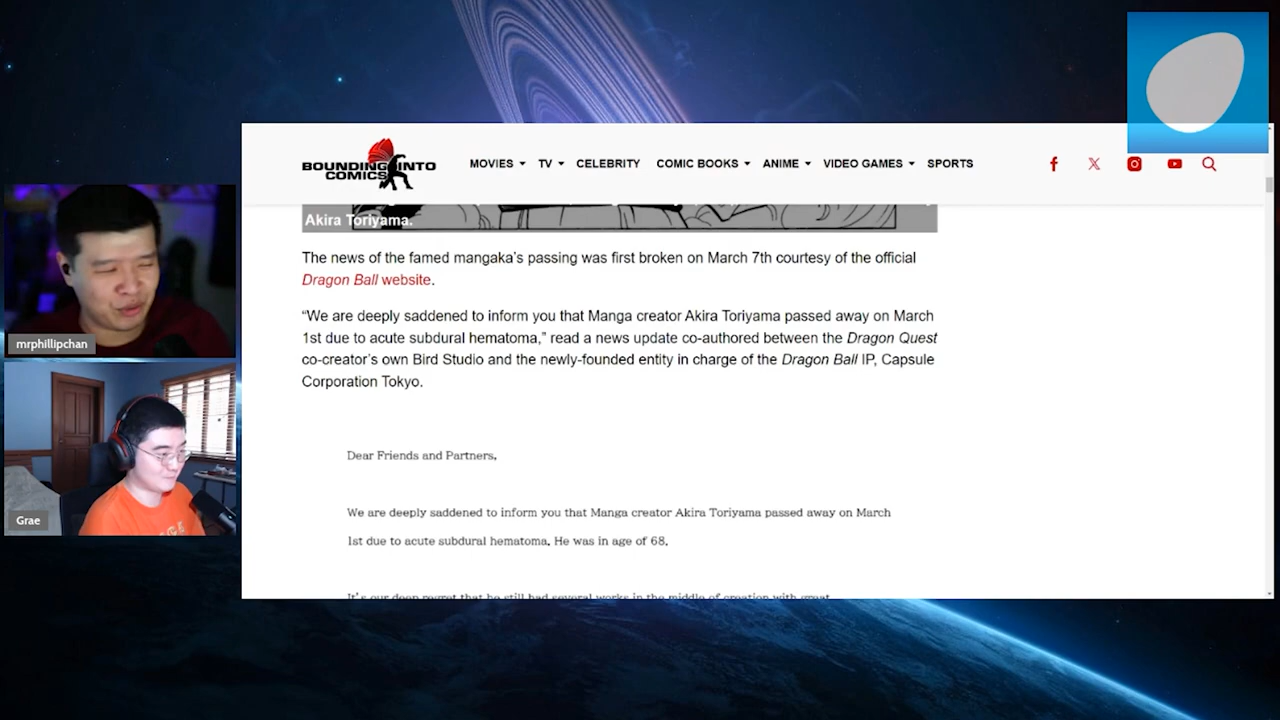 BOUNDING INTO
COMICS
MOVIES TV CELEBRITY COMIC BOOKS ANIME VIDEO GAMES SPORTS
Akira Toriyama.
The news of the famed mangaka's passing was first broken on March 7th courtesy of the official
Dragon Ball website.
“We are deeply saddened to inform you that Manga creator Akira Toriyama passed away on March
1st due to acute subdural hematoma,” read a news update co-authored between the Dragon Quest
co-creator's own Bird Studio and the newly-founded entity in charge of the Dragon Ball IP, Capsule
Corporation Tokyo.
Dear Friends and Partners,
We are deeply saddened to inform you that Manga creator Akira Toriyama passed away on March
1st due to acute subdural hematoma. He was in age of 68.
It's our deep regret that he still had several works in the middle of creation with great
mrphillipchan
Grae